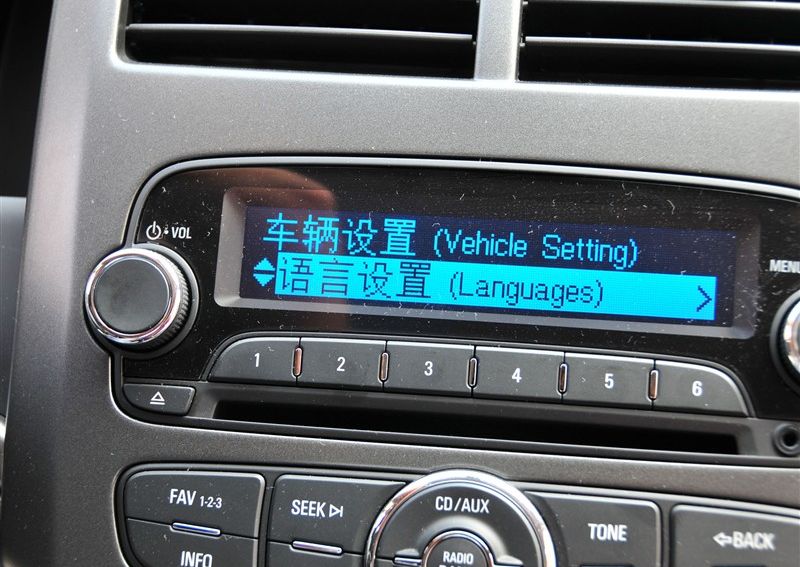 VOL
车辆设置 (Vehicle Setting)
语言设置 (Languages) >
MENU
1 2 3 4 5 6
FAV 1-2-3
SEEK
CD/AUX
TONE
BACK
INFO
RADIO